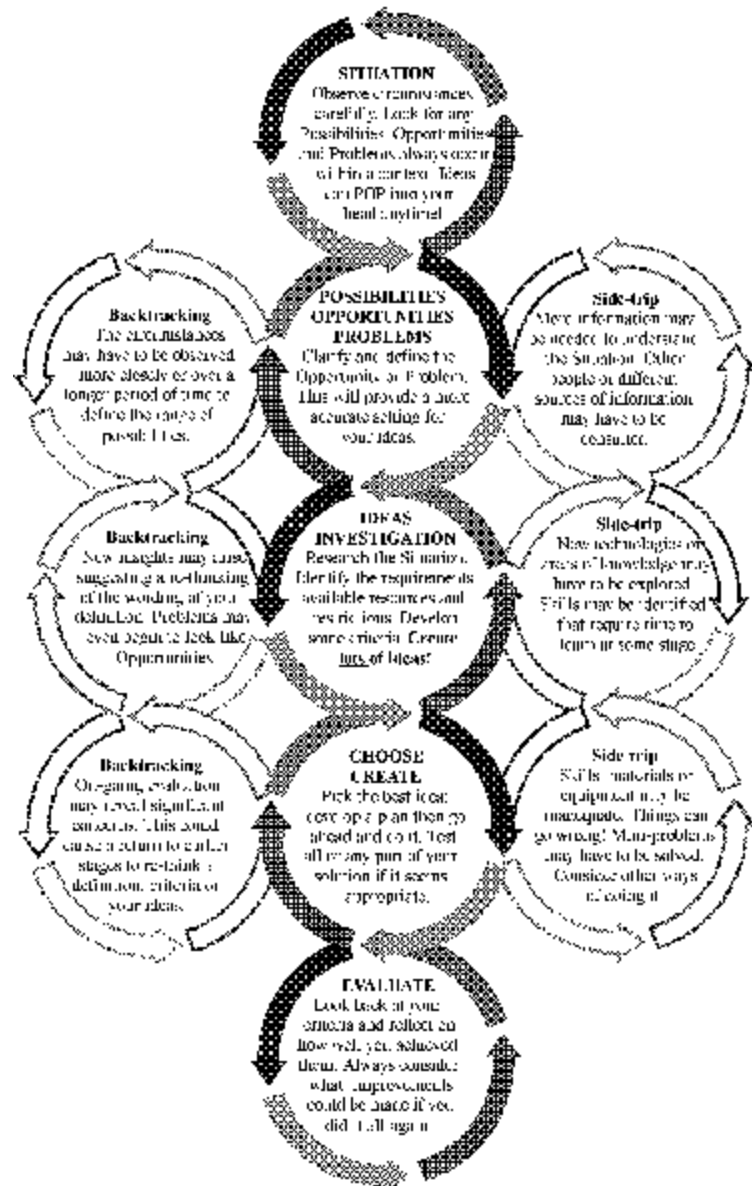 SITUATION
Observe circumstances
carefully. Look for any
Possibilities. Opportunities
and Problems always occur
within a context. Ideas
can POP into your
head anytime!
POSSIBILITIES
OPPORTUNITIES
PROBLEMS
Clarify and define the
Opportunity or Problem.
This will provide a more
accurate setting for
your ideas.
Backtracking
The circumstances
may have to be observed
more closely or over a
longer period of time to
define the range of
possibilities.
Side-trip
More information may
be needed to understand
the Situation. Other
people or different
sources of information
may have to be
consulted.
IDEAS
INVESTIGATION
Research the Situation.
Identify the requirements
available resources and
restrictions. Develop
some criteria. Create
lots of Ideas!
Backtracking
New insights may arise
suggesting a re-thinking
of the wording of your
definition. Problems may
even begin to look like
Opportunities.
Side-trip
New technologies or
areas of knowledge may
have to be explored.
Skills may be identified
that require time to
learn at some stage.
CHOOSE
CREATE
Pick the best idea:
develop a plan then go
ahead and do it. Test
all or any part of your
solution if it seems
appropriate.
Backtracking
On-going evaluation
may reveal significant
concerns. This could
cause a return to earlier
stages to re-think a
definition, criteria or
your ideas.
Side-trip
Skills, materials or
equipment may be
inadequate. Things can
go wrong! Mini-problems
may have to be solved.
Consider other ways
of doing it.
EVALUATE
Look back at your
criteria and reflect on
how well you achieved
them. Always consider
what improvements
could be made if you
did it all again.